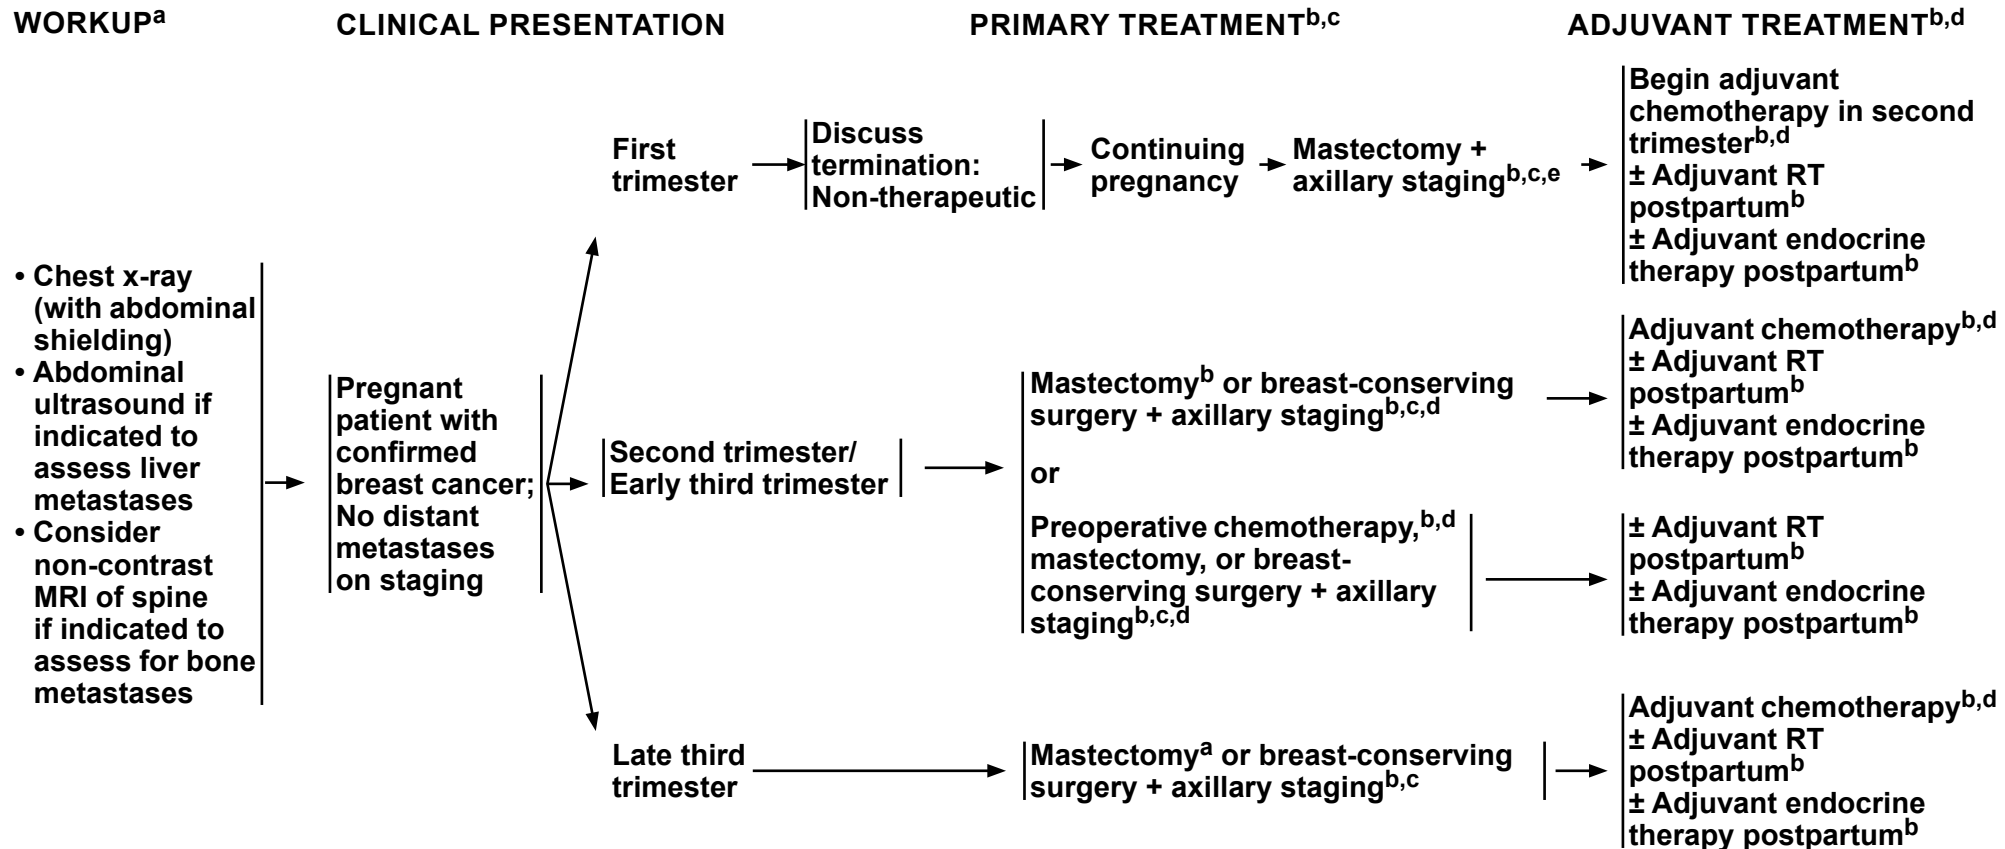 WORKUPa
CLINICAL PRESENTATION
PRIMARY TREATMENTb,c
ADJUVANT TREATMENTb,d
• Chest x-ray
(with abdominal
shielding)
• Abdominal
ultrasound if
indicated to
assess liver
metastases
• Consider
non-contrast
MRI of spine
if indicated to
assess for bone
metastases
Pregnant
patient with
confirmed
breast cancer;
No distant
metastases
on staging
First
trimester
Discuss
termination:
Non-therapeutic
Continuing
pregnancy
Mastectomy +
axillary stagingb,c,e
Begin adjuvant
chemotherapy in second
trimesterb,d
± Adjuvant RT
postpartumb
± Adjuvant endocrine
therapy postpartumb
Second trimester/
Early third trimester
Mastectomyb or breast-conserving
surgery + axillary stagingb,c,d
Adjuvant chemotherapyb,d
± Adjuvant RT
postpartumb
± Adjuvant endocrine
therapy postpartumb
or
Preoperative chemotherapy,b,d
mastectomy, or breast-
conserving surgery + axillary
stagingb,c,d
± Adjuvant RT
postpartumb
± Adjuvant endocrine
therapy postpartumb
Late third
trimester
Mastectomya or breast-conserving
surgery + axillary stagingb,c
Adjuvant chemotherapyb,d
± Adjuvant RT
postpartumb
± Adjuvant endocrine
therapy postpartumb